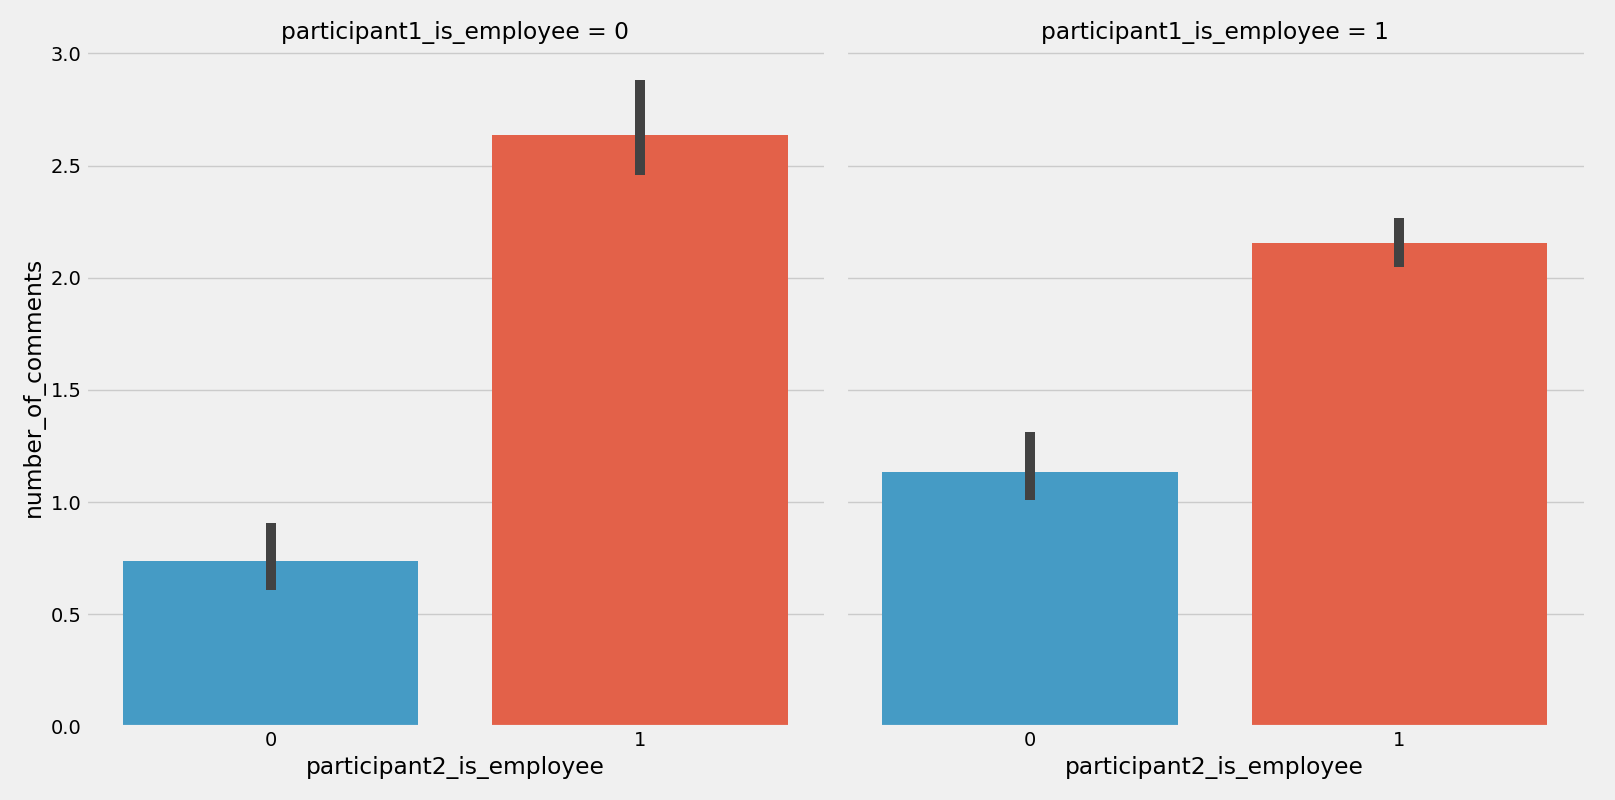 participant1_is_employee = 0
participant1_is_employee = 1
number_of_comments
3.0
2.5
2.0
1.5
1.0
0.5
0.0
0 1
0 1
participant2_is_employee
participant2_is_employee